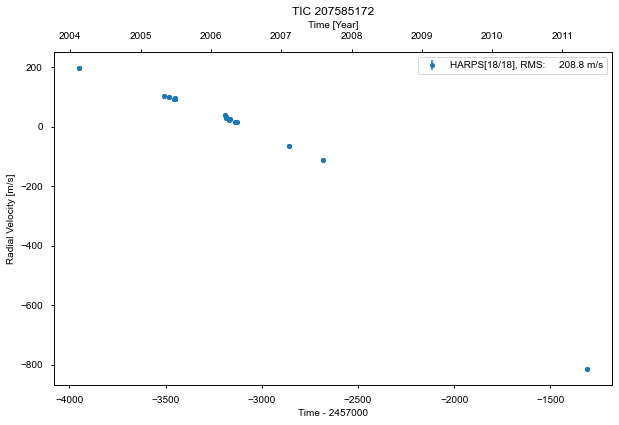 TIC 207585172
Time [Year]
2004 2005 2006 2007 2008 2009 2010 2011
HARPS[18/18], RMS: 208.8 m/s
200
0
−200
−400
−600
−800
Radial Velocity [m/s]
−4000 −3500 −3000 −2500 −2000 −1500
Time - 2457000